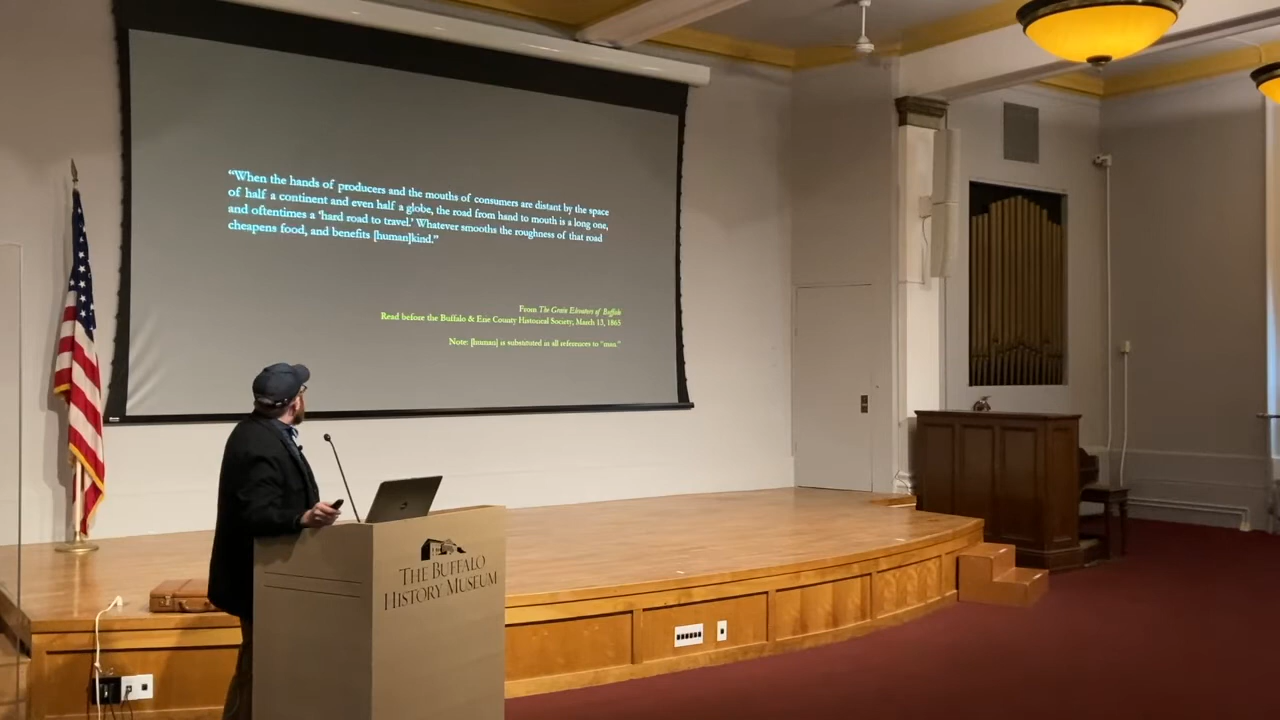 “When the hands of producers and the mouths of consumers are distant by the space
of half a continent and even half a globe, the road from hand to mouth is a long one,
and oftentimes a ‘hard road to travel.’ Whatever smooths the roughness of that road
cheapens food, and benefits [human]kind.”
From The Grain Elevators of Buffalo
Read before the Buffalo & Erie County Historical Society, March 13, 1865
Note: [human] is substituted in all references to “man.”
THE BUFFALO
HISTORY MUSEUM